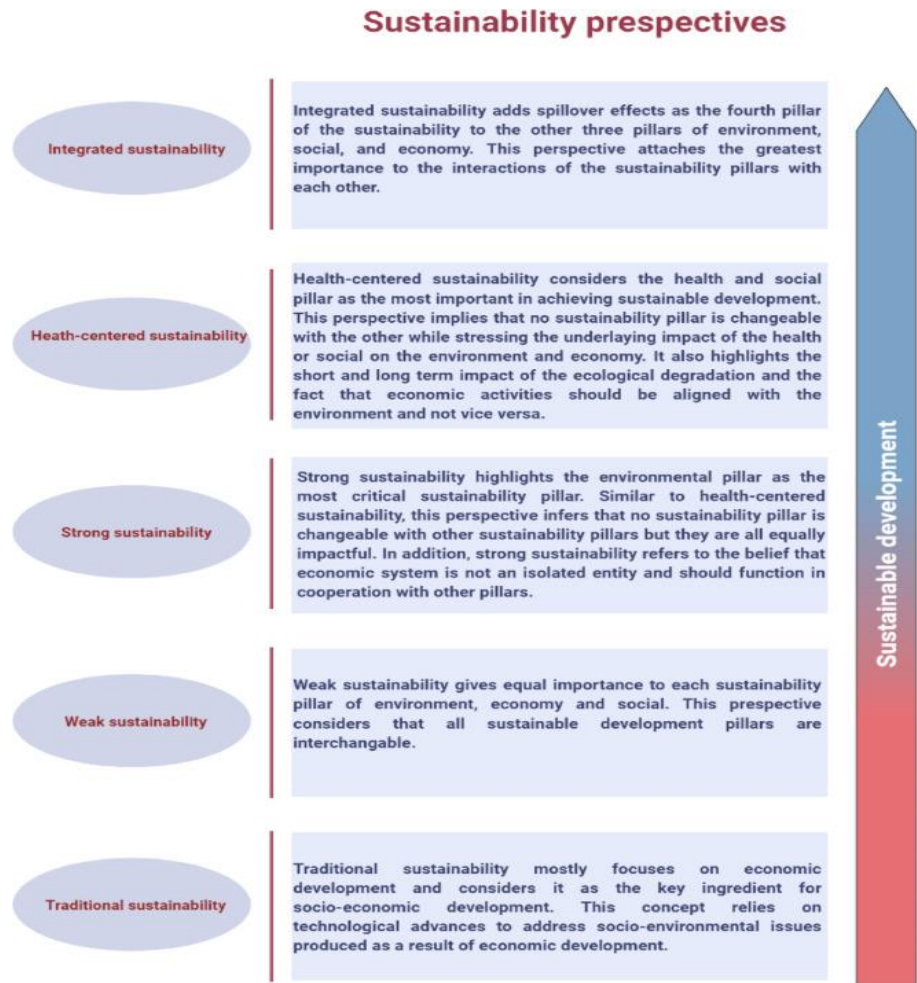 Sustainability prespectives
Integrated sustainability
Integrated sustainability adds spillover effects as the fourth pillar
of the sustainability to the other three pillars of environment,
social, and economy. This perspective attaches the greatest
importance to the interactions of the sustainability pillars with
each other.
Heath-centered sustainability
Health-centered sustainability considers the health and social
pillar as the most important in achieving sustainable development.
This perspective implies that no sustainability pillar is changeable
with the other while stressing the underlaying impact of the health
or social on the environment and economy. It also highlights the
short and long term impact of the ecological degradation and the
fact that economic activities should be aligned with the
environment and not vice versa.
Strong sustainability
Strong sustainability highlights the environmental pillar as the
most critical sustainability pillar. Similar to health-centered
sustainability, this perspective infers that no sustainability pillar is
changeable with other sustainability pillars but they are all equally
impactful. In addition, strong sustainability refers to the belief that
economic system is not an isolated entity and should function in
cooperation with other pillars.
Weak sustainability
Weak sustainability gives equal importance to each sustainability
pillar of environment, economy and social. This prespective
considers that all sustainable development pillars are
interchangable.
Traditional sustainability
Traditional sustainability mostly focuses on economic
development and considers it as the key ingredient for
socio-economic development. This concept relies on
technological advances to address socio-environmental issues
produced as a result of economic development.
Sustainable development